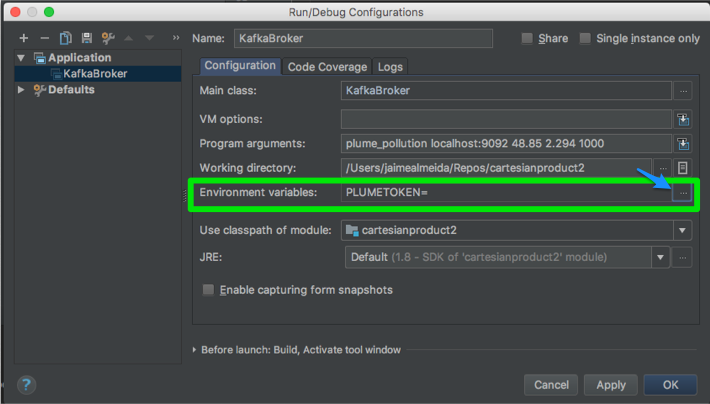 Run/Debug Configurations
Name: KafkaBroker
Share
Single instance only
Application
KafkaBroker
Defaults
Configuration
Code Coverage
Logs
Main class: KafkaBroker ...
VM options:
Program arguments: plume_pollution localhost:9092 48.85 2.294 1000
Working directory: /Users/jaimealmeida/Repos/cartesianproduct2 ...
Environment variables: PLUMETOKEN= ...
Use classpath of module: cartesianproduct2
JRE: Default (1.8 - SDK of 'cartesianproduct2' module) ...
Enable capturing form snapshots
Before launch: Build, Activate tool window
? Cancel Apply OK